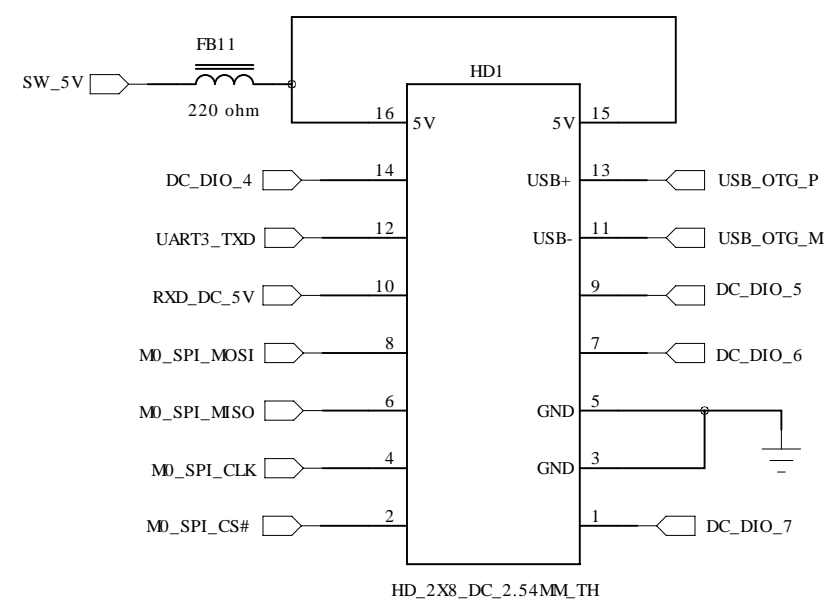 FB11
SW_5V
220 ohm
HD1
16 5V 5V 15
DC_DIO_4 14 USB+ 13 USB_OTG_P
UART3_TXD 12 USB- 11 USB_OTG_M
RXD_DC_5V 10 9 DC_DIO_5
M0_SPI_MOSI 8 7 DC_DIO_6
M0_SPI_MISO 6 GND 5
M0_SPI_CLK 4 GND 3
M0_SPI_CS# 2 1 DC_DIO_7
HD_2X8_DC_2.54MM_TH